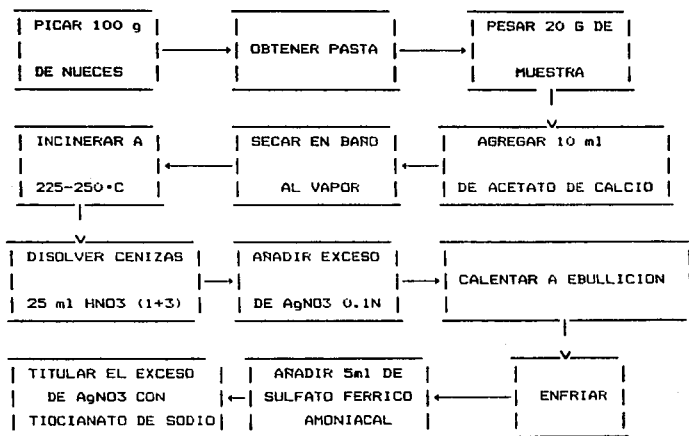 PICAR 100 g
DE NUECES
OBTENER PASTA
PESAR 20 G DE
MUESTRA
AGREGAR 10 ml
DE ACETATO DE CALCIO
SECAR EN BAÑO
AL VAPOR
INCINERAR A
225-250°C
DISOLVER CENIZAS
25 ml HNO3 (1+3)
AÑADIR EXCESO
DE AgNO3 0.1N
CALENTAR A EBULLICION
ENFRIAR
AÑADIR 5ml DE
SULFATO FERRICO
AMONIACAL
TITULAR EL EXCESO
DE AgNO3 CON
TIOCIANATO DE SODIO